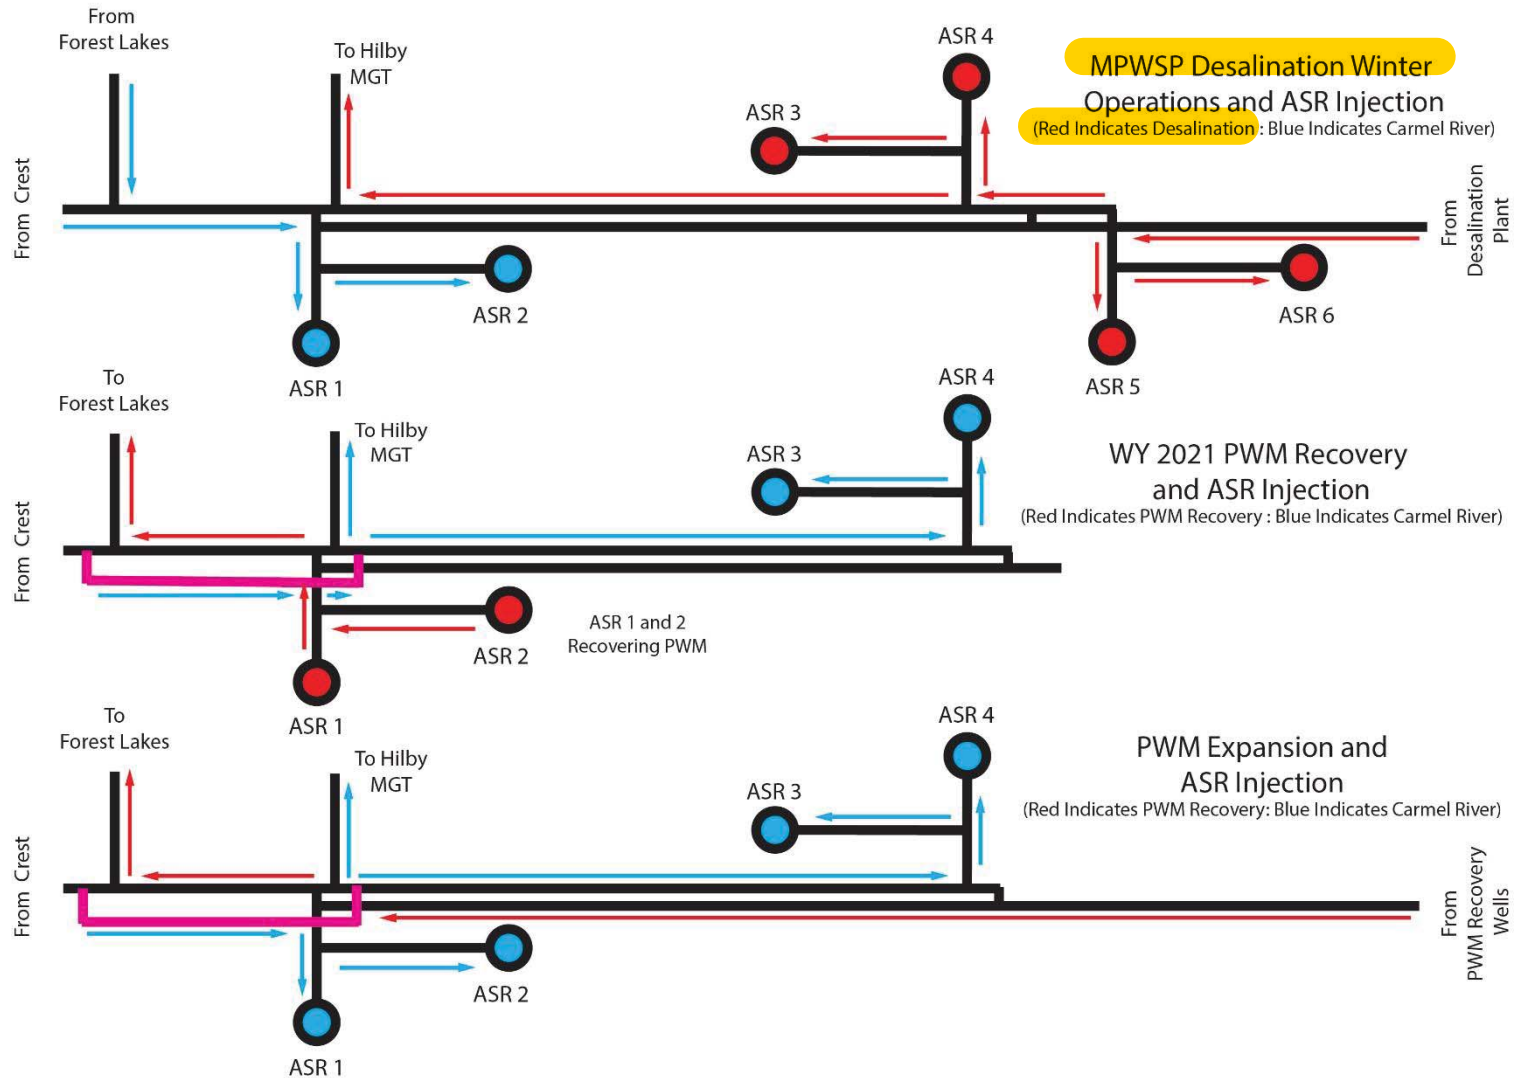 From
Forest Lakes
To Hilby
MGT
ASR 4
ASR 3
MPWSP Desalination Winter
Operations and ASR Injection
(Red Indicates Desalination : Blue Indicates Carmel River)
From Crest
From
Desalination
Plant
ASR 2
ASR 6
ASR 1
ASR 5
To
Forest Lakes
To Hilby
MGT
ASR 4
ASR 3
WY 2021 PWM Recovery
and ASR Injection
(Red Indicates PWM Recovery : Blue Indicates Carmel River)
From Crest
ASR 1 and 2
Recovering PWM
ASR 2
ASR 1
To
Forest Lakes
To Hilby
MGT
ASR 4
ASR 3
PWM Expansion and
ASR Injection
(Red Indicates PWM Recovery: Blue Indicates Carmel River)
From Crest
From
PWM Recovery
Wells
ASR 2
ASR 1